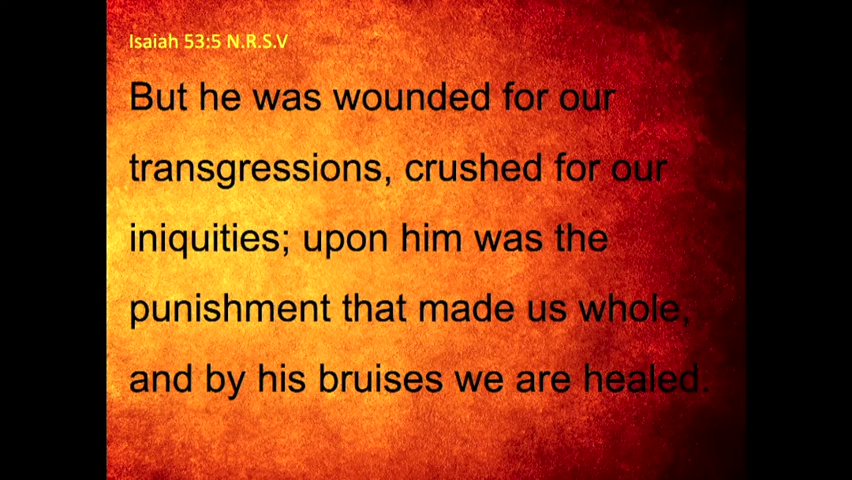 Isaiah 53:5 N.R.S.V
But he was wounded for our
transgressions, crushed for our
iniquities; upon him was the
punishment that made us whole,
and by his bruises we are healed.